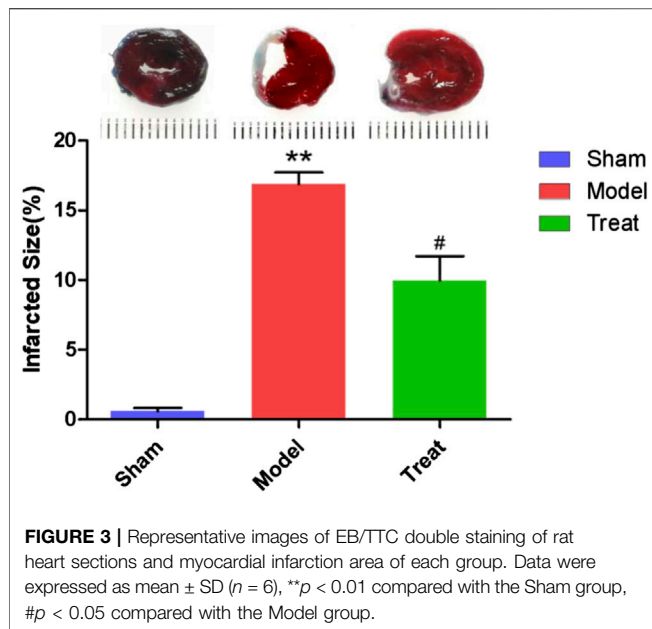 20
15
10
5
0
Infarcted Size(%)
**
#
Sham
Model
Treat
Sham
Model
Treat
FIGURE 3 | Representative images of EB/TTC double staining of rat
heart sections and myocardial infarction area of each group. Data were
expressed as mean ± SD (n = 6), **p < 0.01 compared with the Sham group,
#p < 0.05 compared with the Model group.